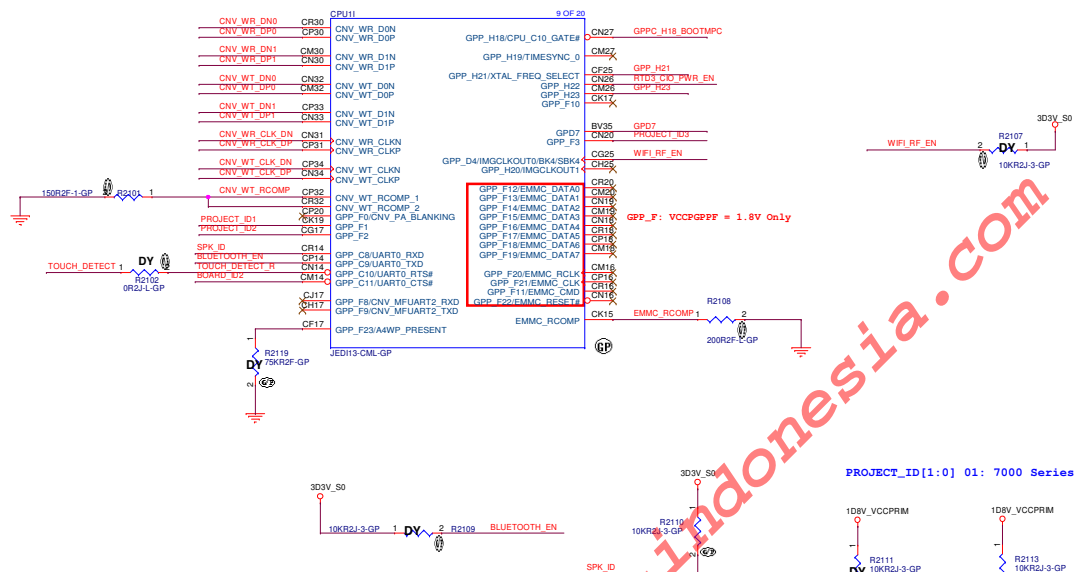 CPU1I
9 OF 20
CNV_WR_DN0 CR30 CNV_WR_D0N
CNV_WR_DP0 CP30 CNV_WR_D0P
CNV_WR_DN1 CM30 CNV_WR_D1N
CNV_WR_DP1 CN30 CNV_WR_D1P
CNV_WT_DN0 CN32 CNV_WT_D0N
CNV_WT_DP0 CM32 CNV_WT_D0P
CNV_WT_DN1 CP33 CNV_WT_D1N
CNV_WT_DP1 CN33 CNV_WT_D1P
CNV_WR_CLK_DN CN31 CNV_WR_CLKN
CNV_WR_CLK_DP CP31 CNV_WR_CLKP
CNV_WT_CLK_DN CP34 CNV_WT_CLKN
CNV_WT_CLK_DP CN34 CNV_WT_CLKP
150R2F-1-GP R2101 1 CNV_WT_RCOMP CP32 CNV_WT_RCOMP_1
CR32 CNV_WT_RCOMP_2
CP20 GPP_F0/CNV_PA_BLANKING
PROJECT_ID1 CK19 GPP_F1
PROJECT_ID2 CG17 GPP_F2
SPK_ID CR14 GPP_C8/UART0_RXD
BLUETOOTH_EN CP14 GPP_C9/UART0_TXD
TOUCH_DETECT 1 DY 2 TOUCH_DETECT_R CN14 GPP_C10/UART0_RTS#
R2102
0R2J-L-GP
BOARD_ID2 CM14 GPP_C11/UART0_CTS#
CJ17 GPP_F8/CNV_MFUART2_RXD
CH17 GPP_F9/CNV_MFUART2_TXD
CF17 GPP_F23/A4WP_PRESENT
1
R2119
DY 75KR2F-GP
2
JEDI13-CML-GP
GPP_H18/CPU_C10_GATE# CN27 GPPC_H18_BOOTMPC
GPP_H19/TIMESYNC_0 CM27
GPP_H21/XTAL_FREQ_SELECT CF25 GPP_H21
GPP_H22 CN26 RTD3_CIO_PWR_EN
GPP_H23 CM26 GPP_H23
GPP_F10 CK17
GPD7 BV35 GPD7
GPP_F3 CN20 PROJECT_ID3
GPP_D4/IMGCLKOUT0/BK4/SBK4 CG25 WIFI_RF_EN
GPP_H20/IMGCLKOUT1 CH25
GPP_F12/EMMC_DATA0 CR20
GPP_F13/EMMC_DATA1 CM20
GPP_F14/EMMC_DATA2 CN19
GPP_F15/EMMC_DATA3 CM19
GPP_F16/EMMC_DATA4 CN18
GPP_F17/EMMC_DATA5 CR18
GPP_F18/EMMC_DATA6 CP18
GPP_F19/EMMC_DATA7 CM18
GPP_F20/EMMC_RCLK CM16
GPP_F21/EMMC_CLK CP16
GPP_F11/EMMC_CMD CR16
GPP_F22/EMMC_RESET# CN16
EMMC_RCOMP CK15 EMMC_RCOMP 1 R2108 2
200R2F-L-GP
GP
GPP_F: VCCPGPPF = 1.8V Only
3D3V_S0
WIFI_RF_EN 2 DY 1
R2107
10KR2J-3-GP
indonesia.com
PROJECT_ID[1:0] 01: 7000 Series
3D3V_S0
10KR2J-3-GP 1 DY 2 R2109 BLUETOOTH_EN
3D3V_S0
1
R2110
10KR2J-3-GP
2
SPK_ID
1D8V_VCCPRIM
1
R2111
DY 10KR2J-3-GP
1D8V_VCCPRIM
1
R2113
10KR2J-3-GP